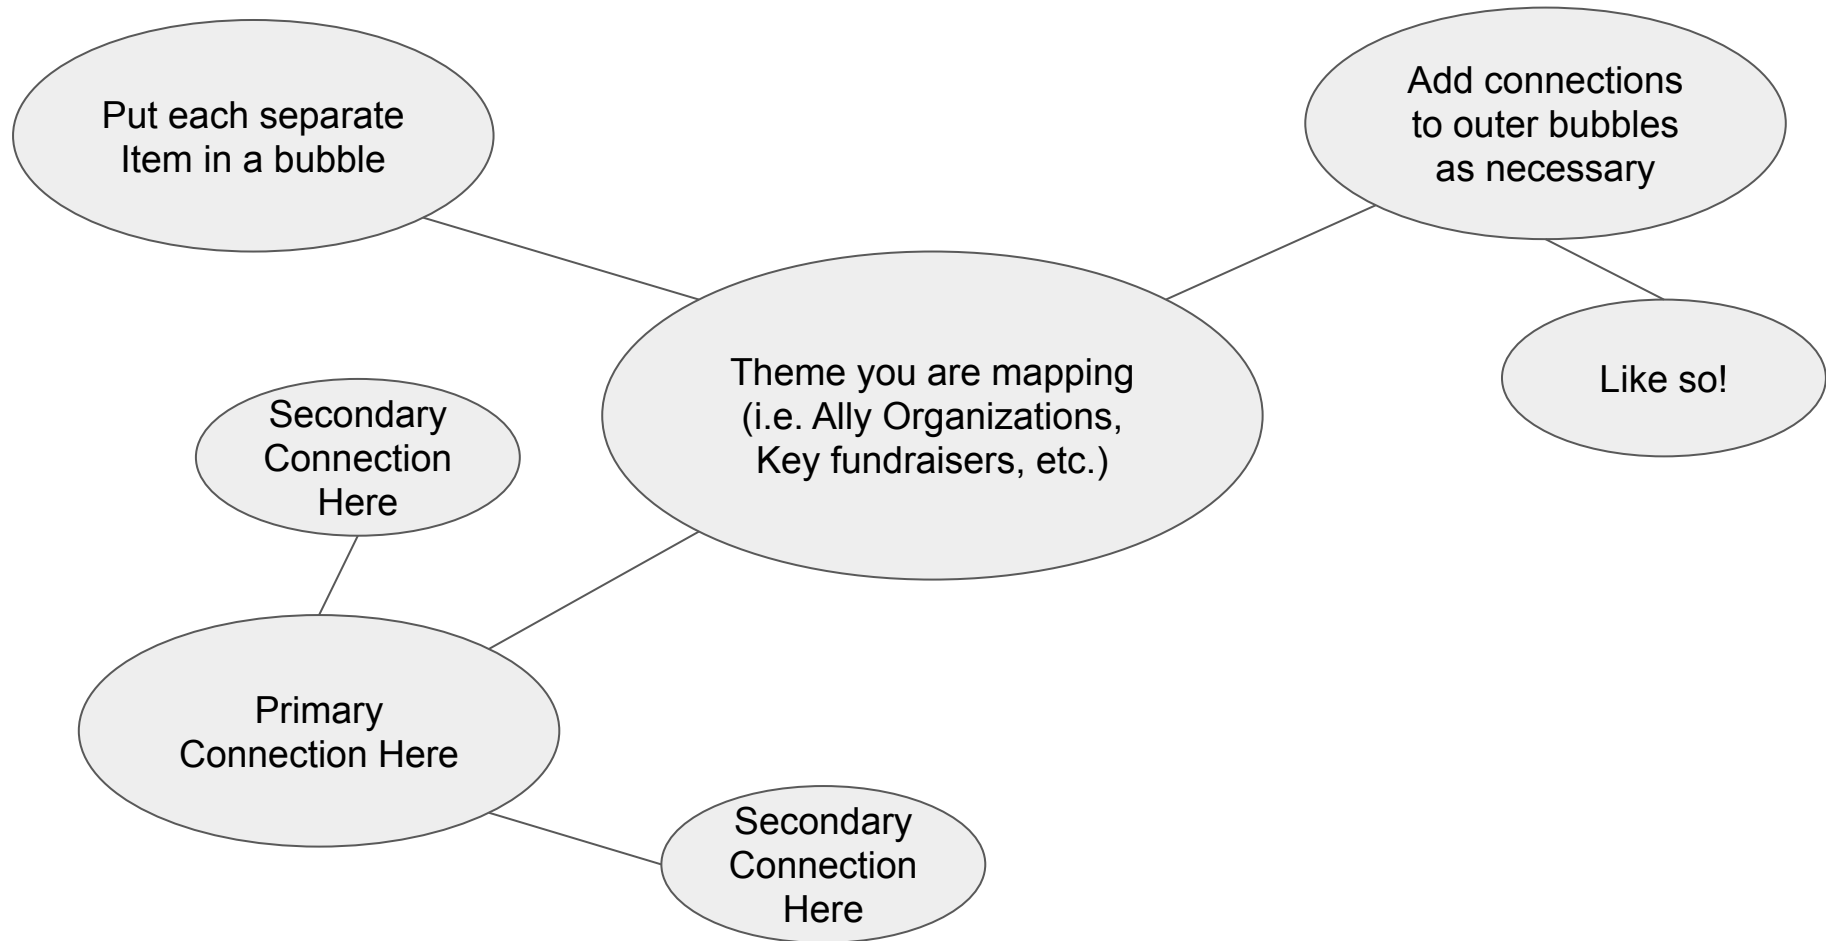 Put each separate
Item in a bubble
Add connections
to outer bubbles
as necessary
Theme you are mapping
(i.e. Ally Organizations,
Key fundraisers, etc.)
Like so!
Secondary
Connection
Here
Primary
Connection Here
Secondary
Connection
Here